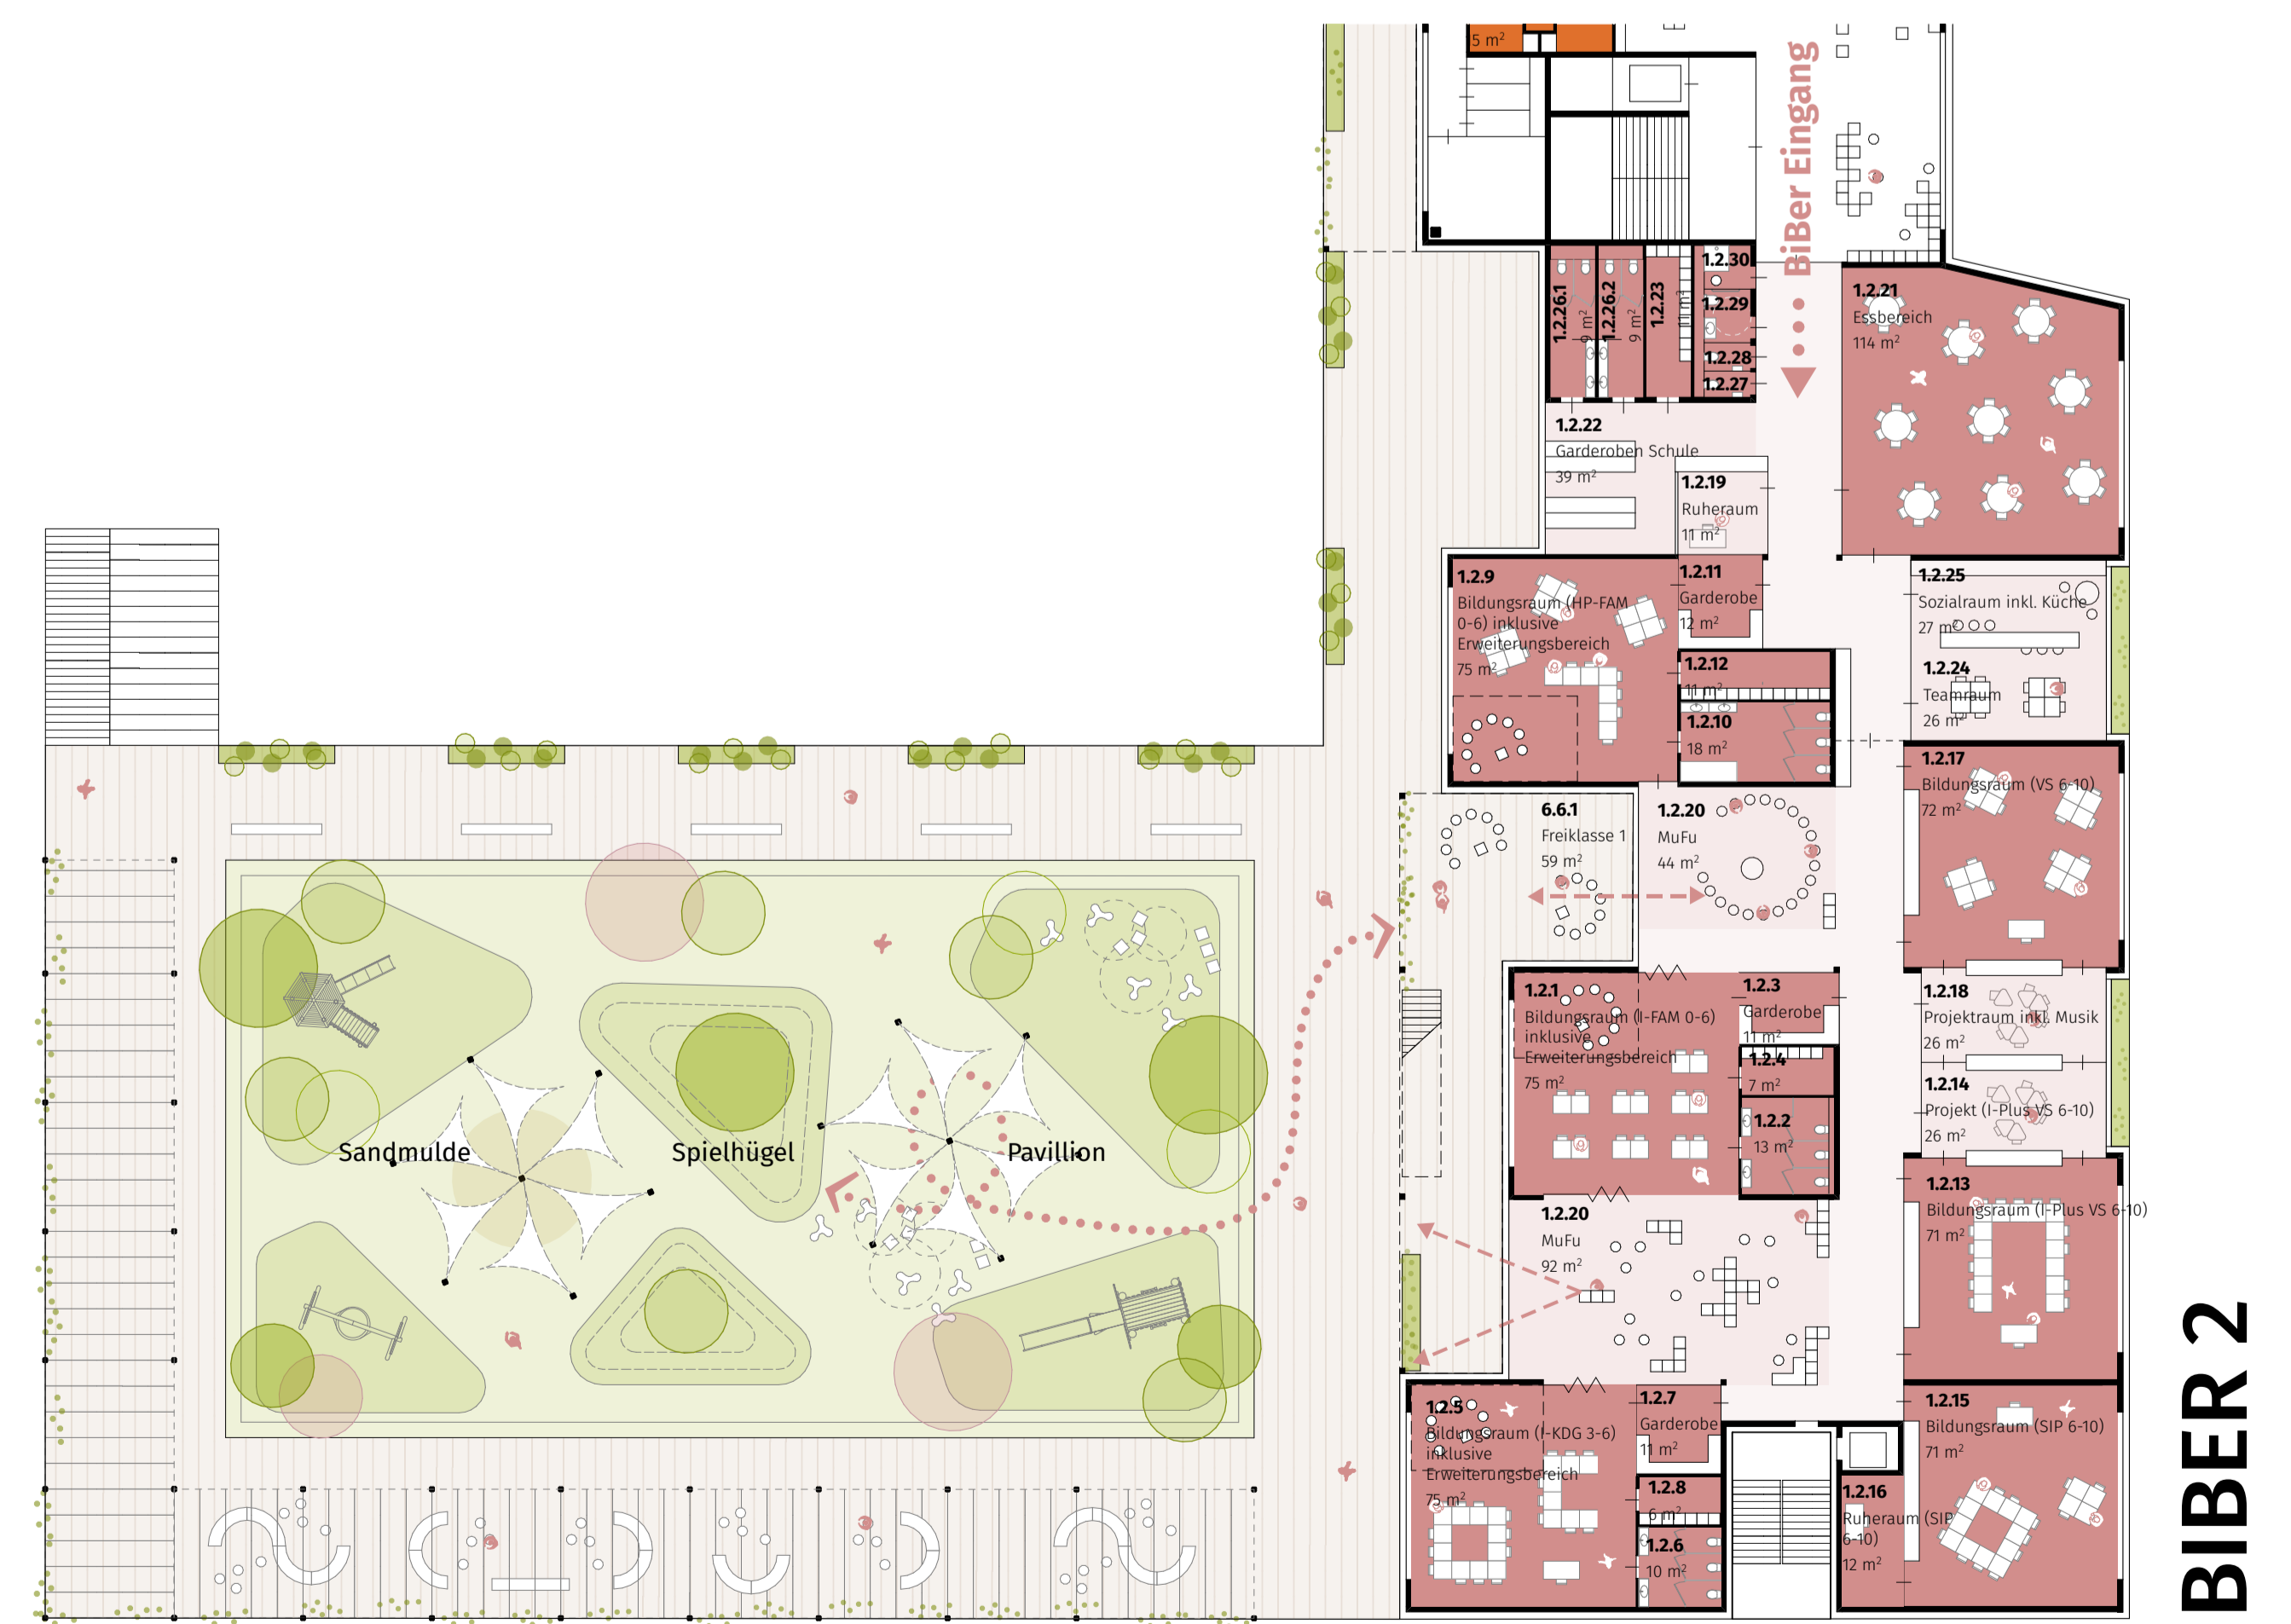 5 m²
BiBer Eingang
1.2.30
1.2.29
1.2.28
1.2.27
1.2.26.1
9 m²
1.2.26.2
9 m²
1.2.23
11 m²
1.2.21
Essbereich
114 m²
1.2.22
Garderoben Schule
39 m²
1.2.19
Ruheraum
11 m²
1.2.9
Bildungsraum (HP-FAM
0-6) inklusive
Erweiterungsbereich
75 m²
1.2.11
Garderobe
12 m²
1.2.12
11 m²
1.2.10
18 m²
1.2.25
Sozialraum inkl. Küche
27 m²
1.2.24
Teamraum
26 m²
1.2.17
Bildungsraum (VS 6-10)
72 m²
6.6.1
Freiklasse 1
59 m²
1.2.20
MuFu
44 m²
1.2.1
Bildungsraum (I-FAM 0-6)
inklusive
Erweiterungsbereich
75 m²
1.2.3
Garderobe
11 m²
1.2.4
7 m²
1.2.2
13 m²
1.2.18
Projektraum inkl. Musik
26 m²
1.2.14
Projekt (I-Plus VS 6-10)
26 m²
1.2.13
Bildungsraum (I-Plus VS 6-10)
71 m²
Sandmulde
Spielhügel
Pavillion
1.2.20
MuFu
92 m²
1.2.5
Bildungsraum (I-KDG 3-6)
inklusive
Erweiterungsbereich
75 m²
1.2.7
Garderobe
11 m²
1.2.8
6 m²
1.2.6
10 m²
1.2.15
Bildungsraum (SIP 6-10)
71 m²
1.2.16
Ruheraum (SIP
6-10)
12 m²
BIBER 2